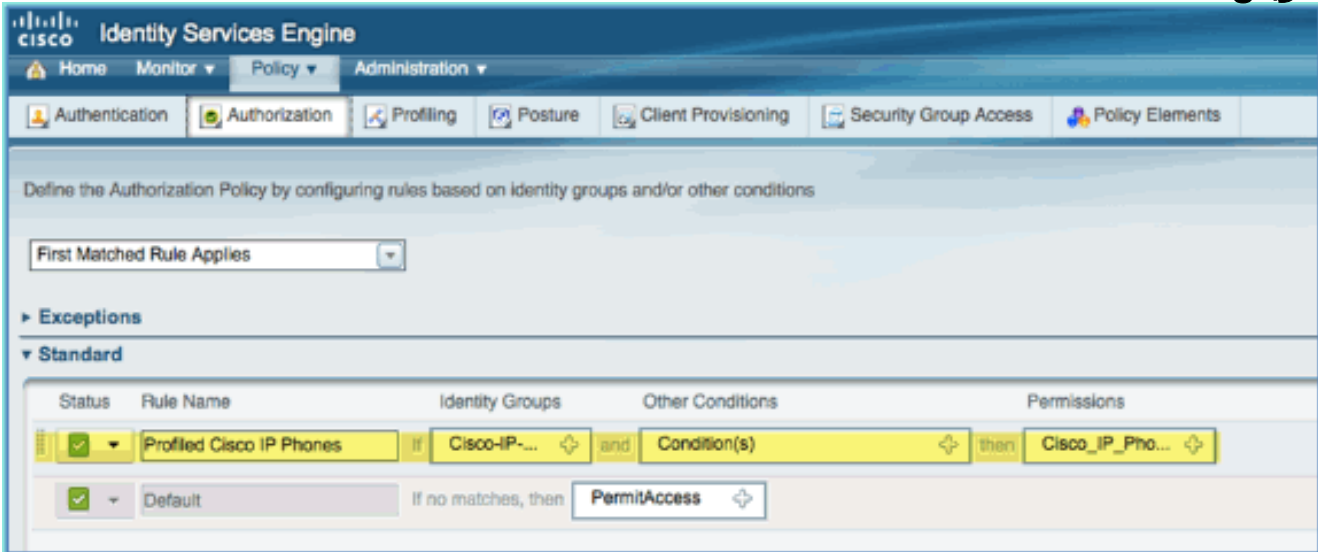 cisco Identity Services Engine
Home Monitor Policy Administration
Authentication Authorization Profiling Posture Client Provisioning Security Group Access Policy Elements
Define the Authorization Policy by configuring rules based on identity groups and/or other conditions
First Matched Rule Applies
Exceptions
Standard
Status Rule Name Identity Groups Other Conditions Permissions
Profiled Cisco IP Phones If Cisco-IP-... and Condition(s) then Cisco_IP_Pho...
Default If no matches, then PermitAccess